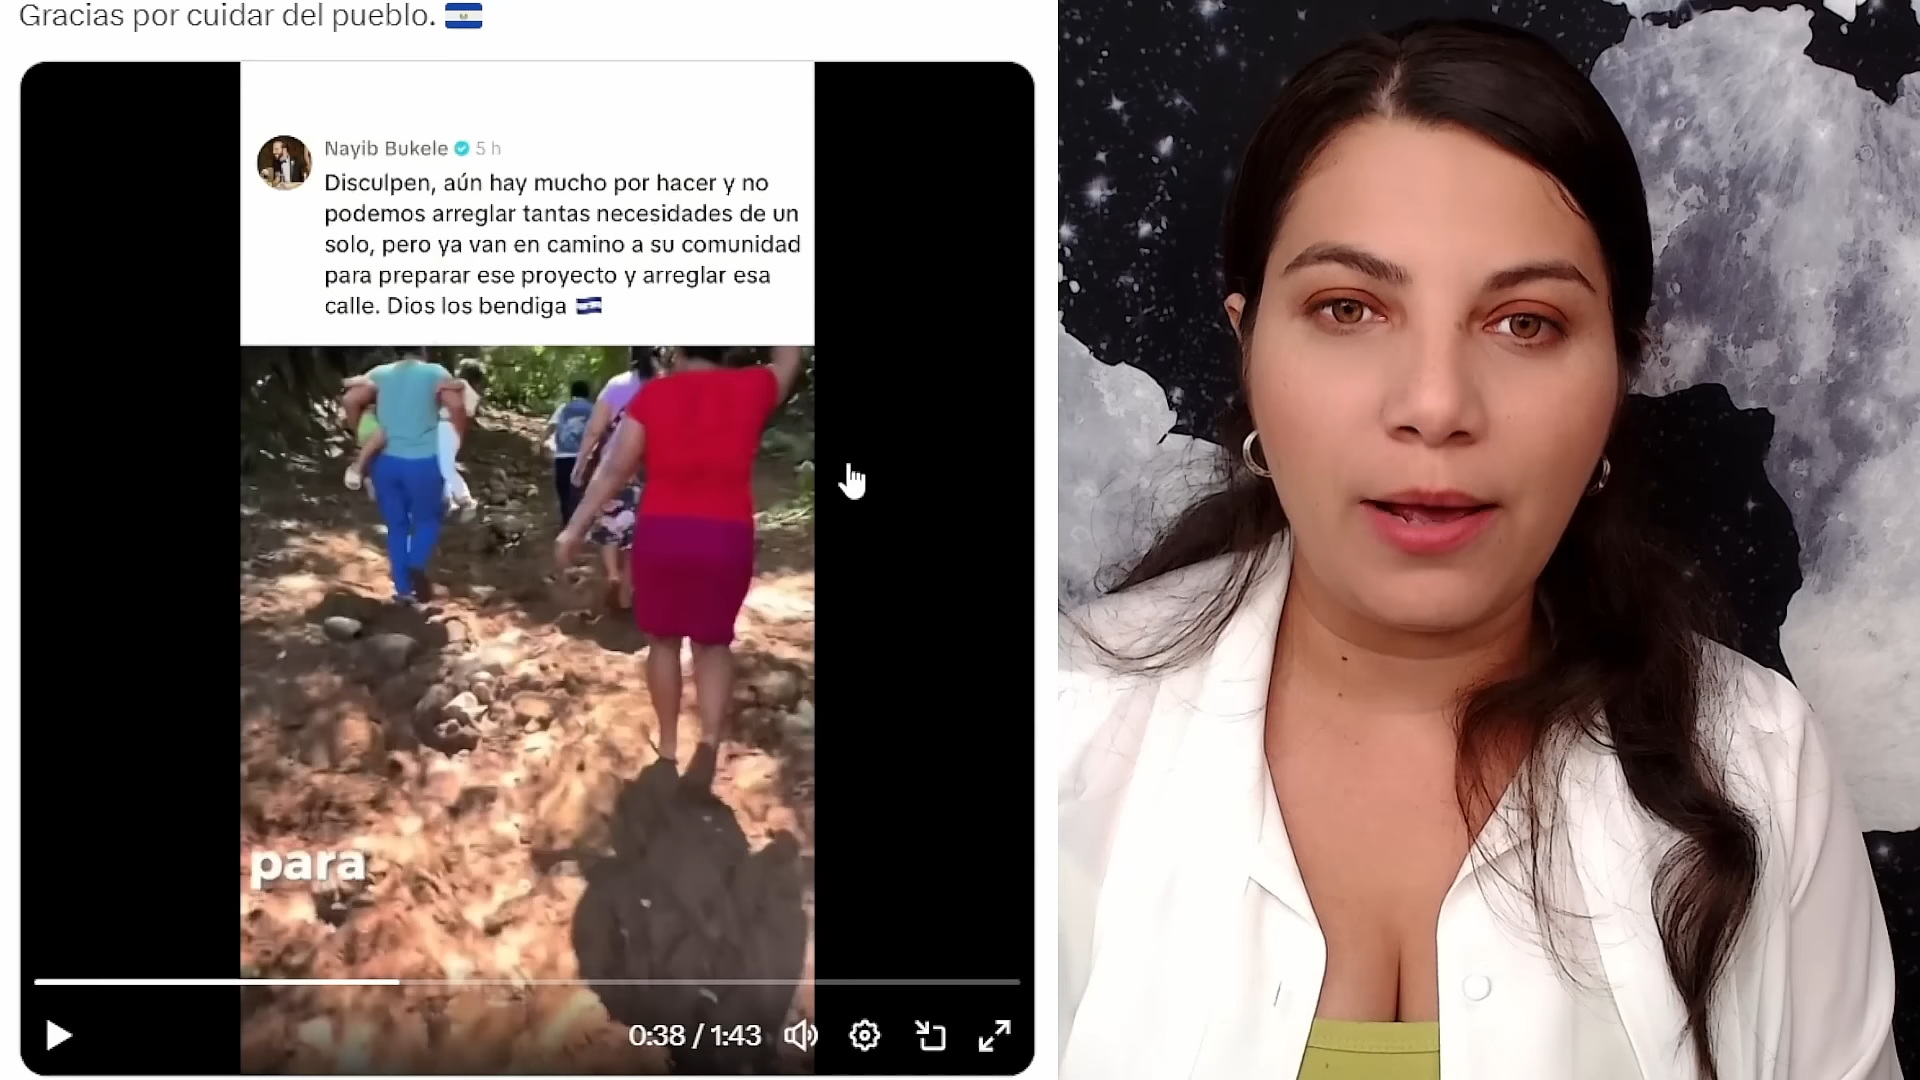 Gracias por cuidar del pueblo.
Nayib Bukele 5 h
Disculpen, aún hay mucho por hacer y no
podemos arreglar tantas necesidades de un
solo, pero ya van en camino a su comunidad
para preparar ese proyecto y arreglar esa
calle. Dios los bendiga
para
0:38 / 1:43